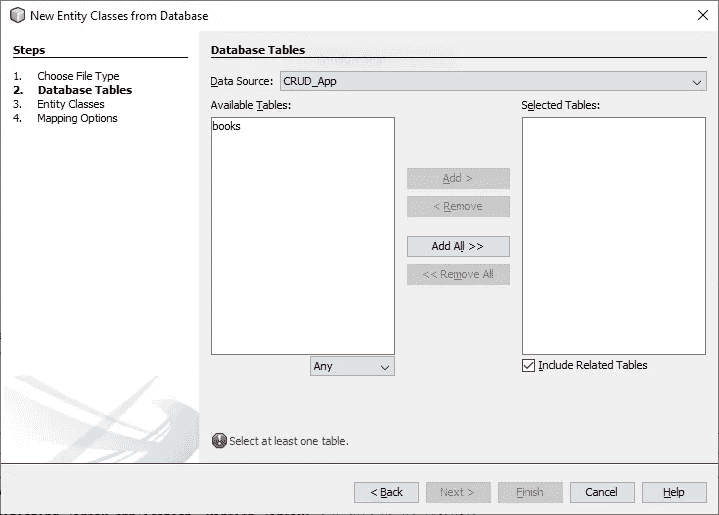 New Entity Classes from Database
Steps
1. Choose File Type
2. Database Tables
3. Entity Classes
4. Mapping Options
Database Tables
Data Source: CRUD_App
Available Tables:
books
Any
Add >
< Remove
Add All >>
<< Remove All
Selected Tables:
Include Related Tables
Select at least one table.
< Back
Next >
Finish
Cancel
Help